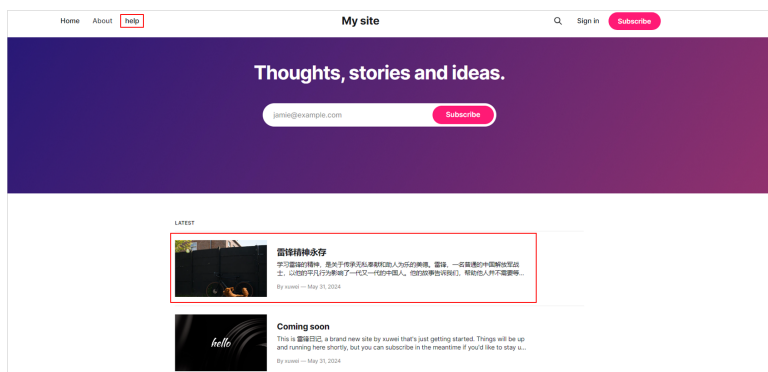 Home About help My site Sign in Subscribe
Thoughts, stories and ideas.
jamie@example.com Subscribe
LATEST
雷锋精神永存
学习雷锋的精神，是关于传承无私奉献和助人为乐的美德。雷锋，一名普通的中国解放军战
士，以他的平凡行为影响了一代又一代的中国人。他的故事告诉我们，帮助他人并不需要等...
By xuwei — May 31, 2024
hello
Coming soon
This is 雷锋日记, a brand new site by xuwei that's just getting started. Things will be up
and running here shortly, but you can subscribe in the meantime if you'd like to stay u...
By xuwei — May 31, 2024